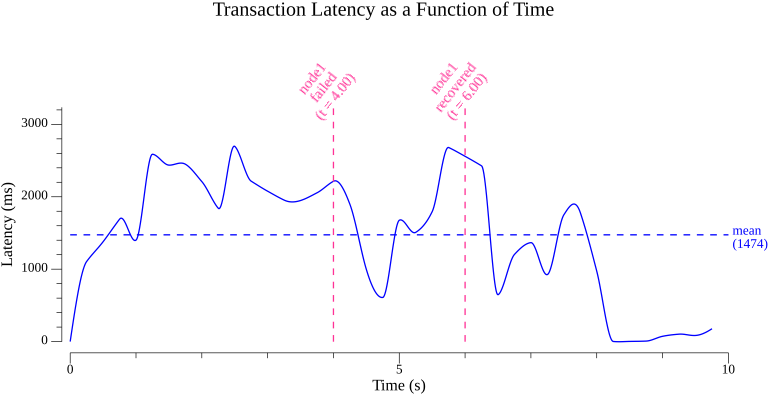 Transaction Latency as a Function of Time
node1
failed
(t = 4.00)
node1
recovered
(t = 6.00)
3000
2000
1000
0
Latency (ms)
mean
(1474)
0
5
10
Time (s)